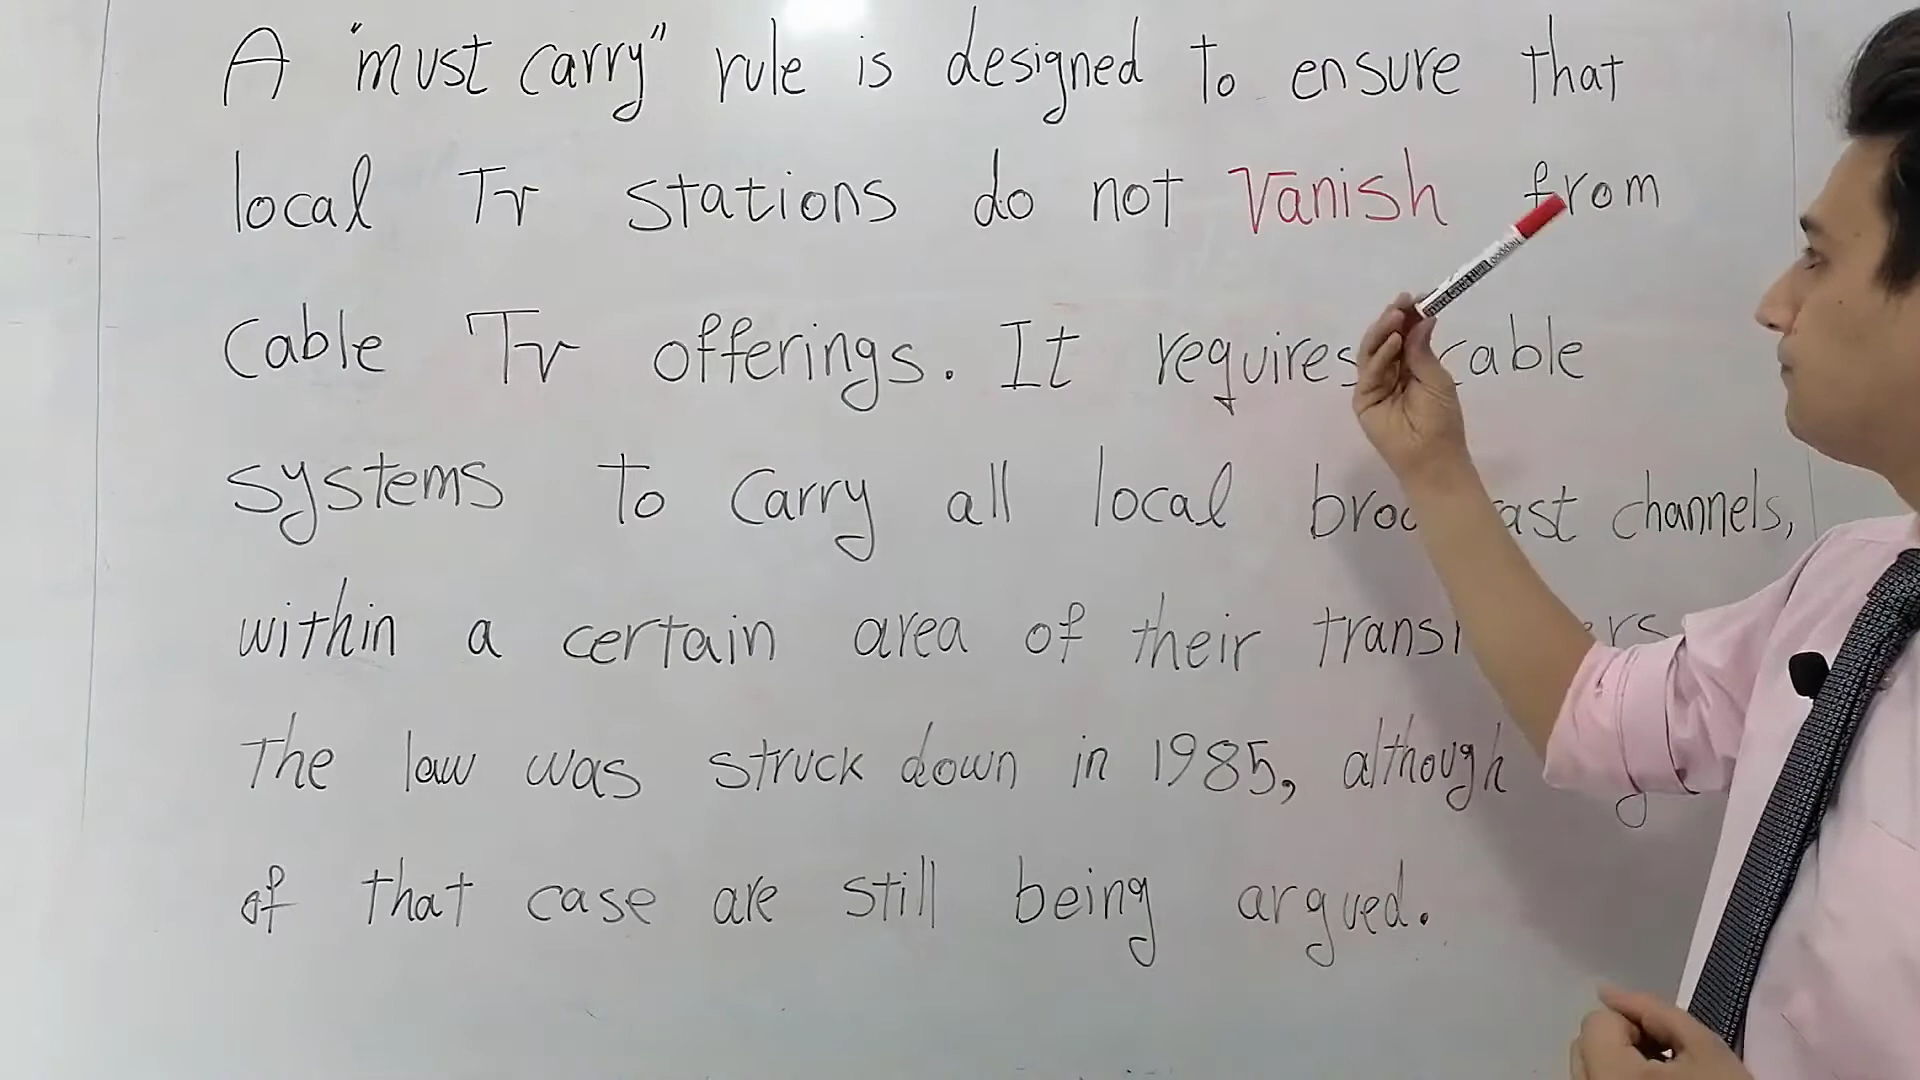 A "must carry" rule is designed to ensure that
local TV stations do not Vanish from
Cable TV offerings. It requires cable
systems to carry all local broadcast channels,
within a certain area of their
The law was struck down in 1985, although
of that case are still being argued.